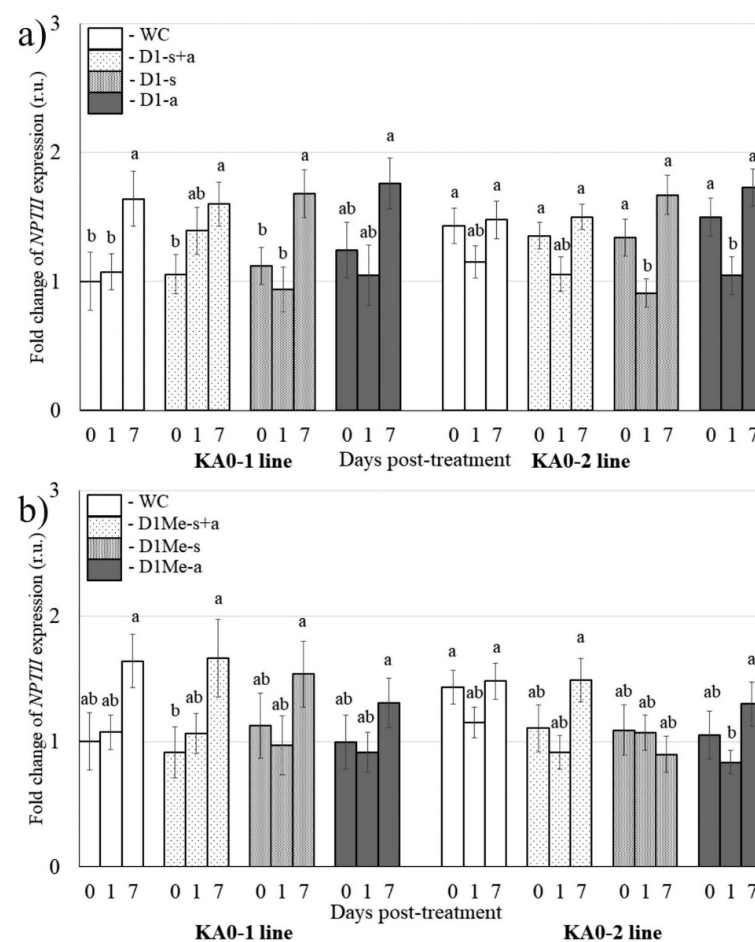 a)
3
- WC
- D1-s+a
- D1-s
- D1-a
Fold change of NPTII expression (r.u.)
2
1
0
b b a b ab a b b a ab ab a a ab a a ab a a b a a b a
0 1 7 0 1 7 0 1 7 0 1 7 0 1 7 0 1 7 0 1 7 0 1 7
KA0-1 line Days post-treatment KA0-2 line
b)
3
- WC
- D1Me-s+a
- D1Me-s
- D1Me-a
Fold change of NPTII expression (r.u.)
2
1
0
ab ab a b ab a ab ab a ab ab a a ab a ab ab a ab ab ab ab b a
0 1 7 0 1 7 0 1 7 0 1 7 0 1 7 0 1 7 0 1 7 0 1 7
Days post-treatment
KA0-1 line KA0-2 line